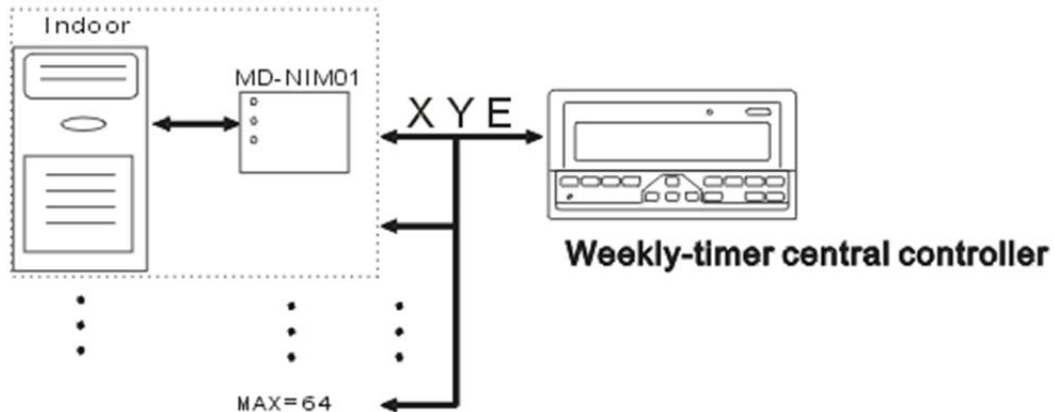 Indoor
MD-NIM01
X Y E
Weekly-timer central controller
MAX=64